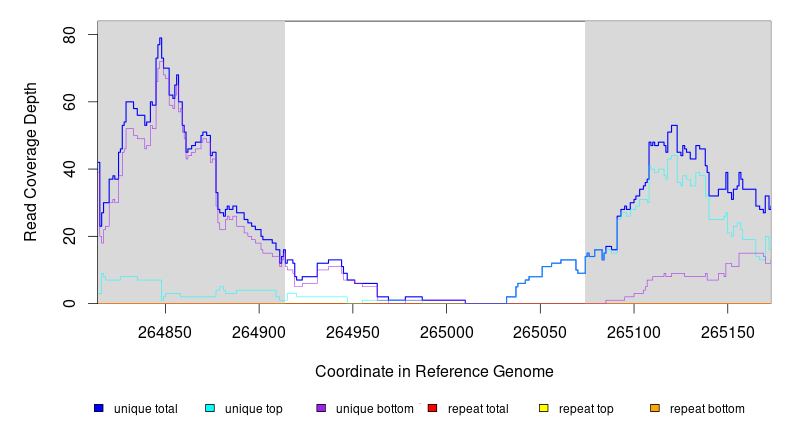 80
60
40
20
0
Read Coverage Depth
264850 264900 264950 265000 265050 265100 265150
Coordinate in Reference Genome
unique total unique top unique bottom repeat total repeat top repeat bottom